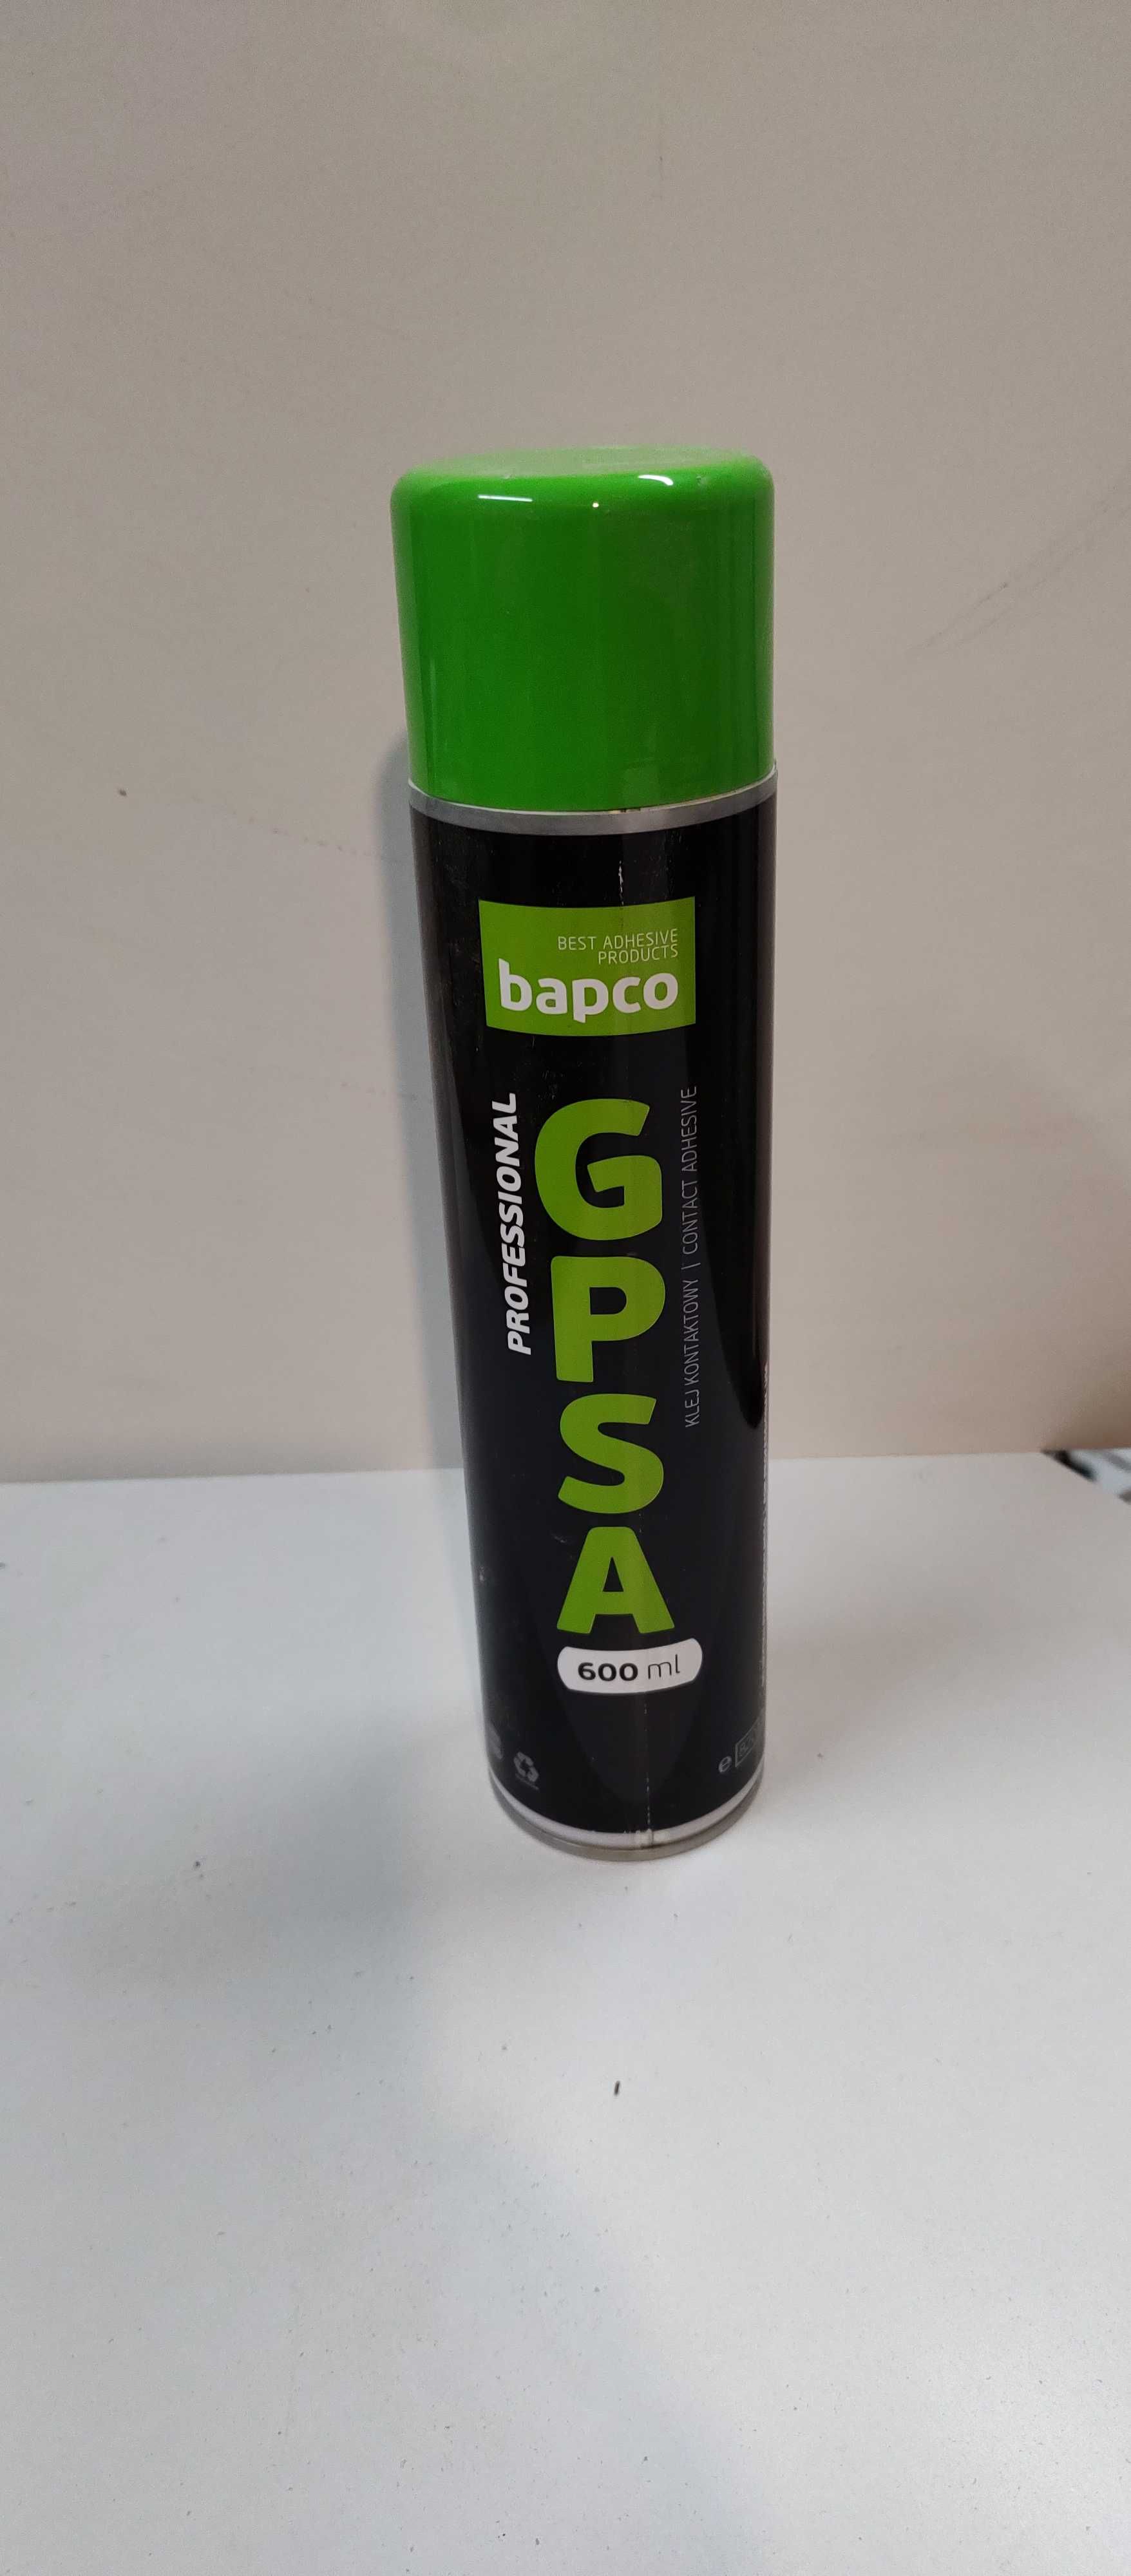 BEST ADHESIVE
PRODUCTS
bapco
PROFESSIONAL
GPSA
KLEJ KONTAKTOWY | CONTACT ADHESIVE
600 ml
e